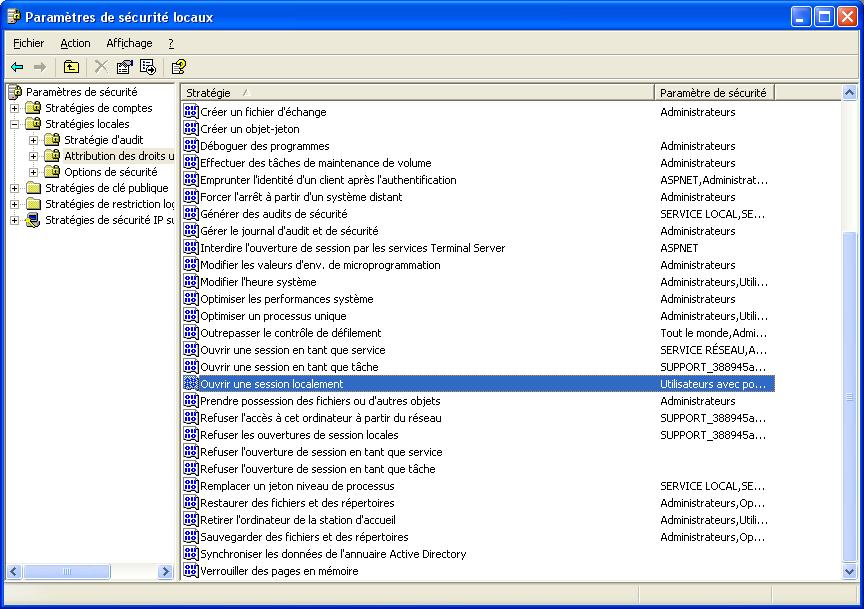 Paramètres de sécurité locaux
Fichier Action Affichage ?
Paramètres de sécurité
Stratégies de comptes
Stratégies locales
Stratégie d'audit
Attribution des droits u
Options de sécurité
Stratégies de clé publique
Stratégies de restriction log
Stratégies de sécurité IP su
Stratégie Paramètre de sécurité
Créer un fichier d'échange Administrateurs
Créer un objet-jeton
Déboguer des programmes Administrateurs
Effectuer des tâches de maintenance de volume Administrateurs
Emprunter l'identité d'un client après l'authentification ASPNET,Administrat...
Forcer l'arrêt à partir d'un système distant Administrateurs
Générer des audits de sécurité SERVICE LOCAL,SE...
Gérer le journal d'audit et de sécurité Administrateurs
Interdire l'ouverture de session par les services Terminal Server ASPNET
Modifier les valeurs d'env. de microprogrammation Administrateurs
Modifier l'heure système Administrateurs,Utili...
Optimiser les performances système Administrateurs
Optimiser un processus unique Administrateurs,Utili...
Outrepasser le contrôle de défilement Tout le monde,Admi...
Ouvrir une session en tant que service SERVICE RÉSEAU,A...
Ouvrir une session en tant que tâche SUPPORT_388945a...
Ouvrir une session localement Utilisateurs avec po...
Prendre possession des fichiers ou d'autres objets Administrateurs
Refuser l'accès à cet ordinateur à partir du réseau SUPPORT_388945a...
Refuser les ouvertures de session locales SUPPORT_388945a...
Refuser l'ouverture de session en tant que service
Refuser l'ouverture de session en tant que tâche
Remplacer un jeton niveau de processus SERVICE LOCAL,SE...
Restaurer des fichiers et des répertoires Administrateurs,Op...
Retirer l'ordinateur de la station d'accueil Administrateurs,Utili...
Sauvegarder des fichiers et des répertoires Administrateurs,Op...
Synchroniser les données de l'annuaire Active Directory
Verrouiller des pages en mémoire